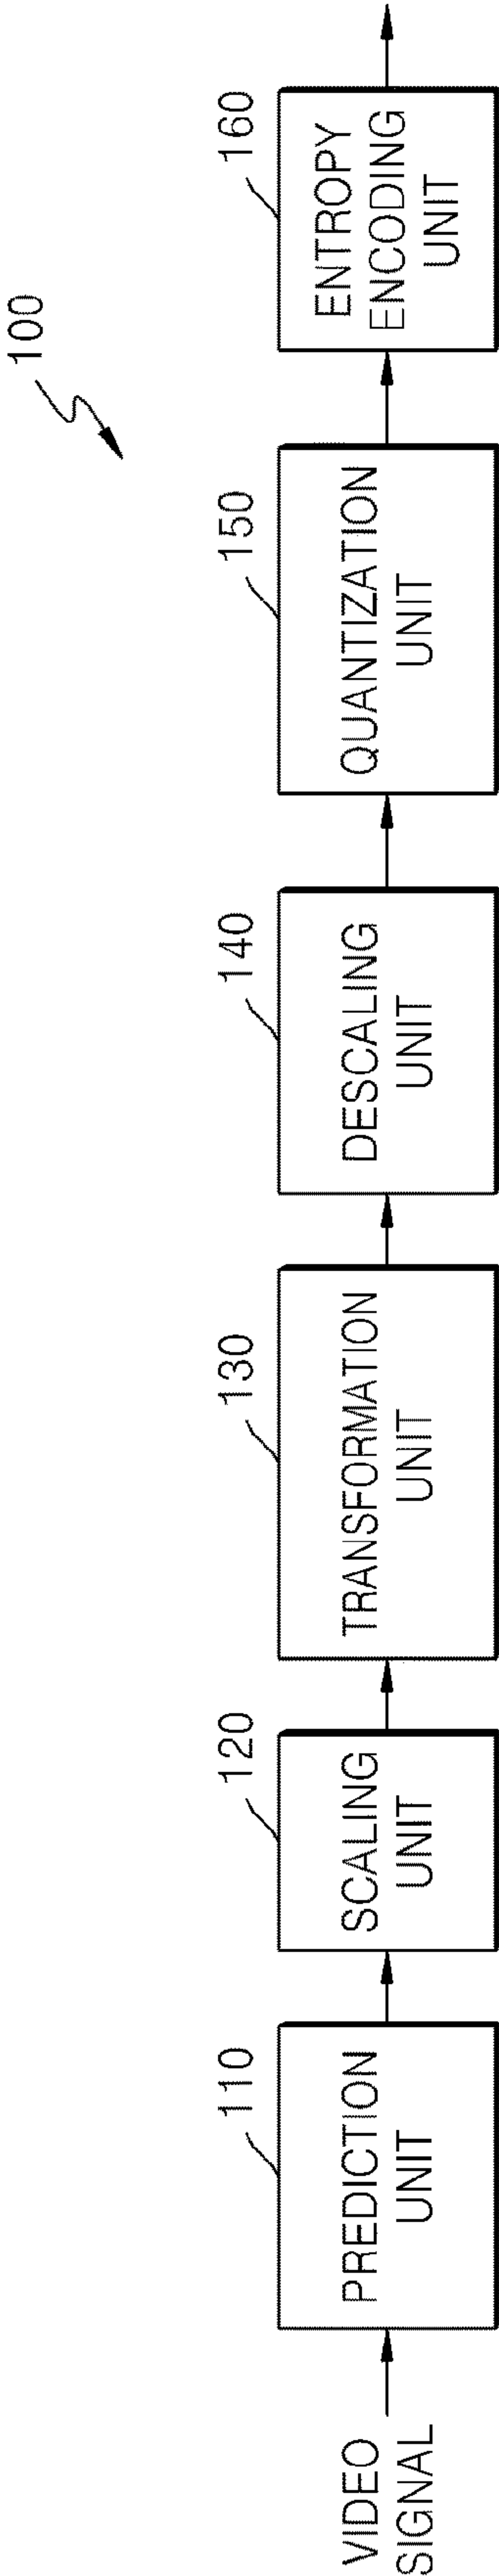 100
110
120
130
140
150
160
VIDEO
SIGNAL
PREDICTION
UNIT
SCALING
UNIT
TRANSFORMATION
UNIT
DESCALING
UNIT
QUANTIZATION
UNIT
ENTROPY
ENCODING
UNIT